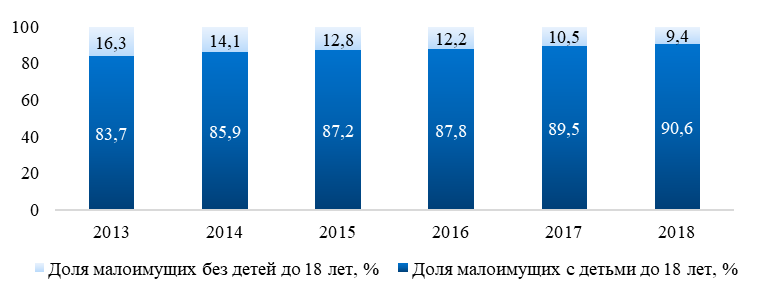 100
16,3 14,1 12,8 12,2 10,5 9,4
80
60
83,7 85,9 87,2 87,8 89,5 90,6
40
20
0
2013 2014 2015 2016 2017 2018
Доля малоимущих без детей до 18 лет, % Доля малоимущих с детьми до 18 лет, %